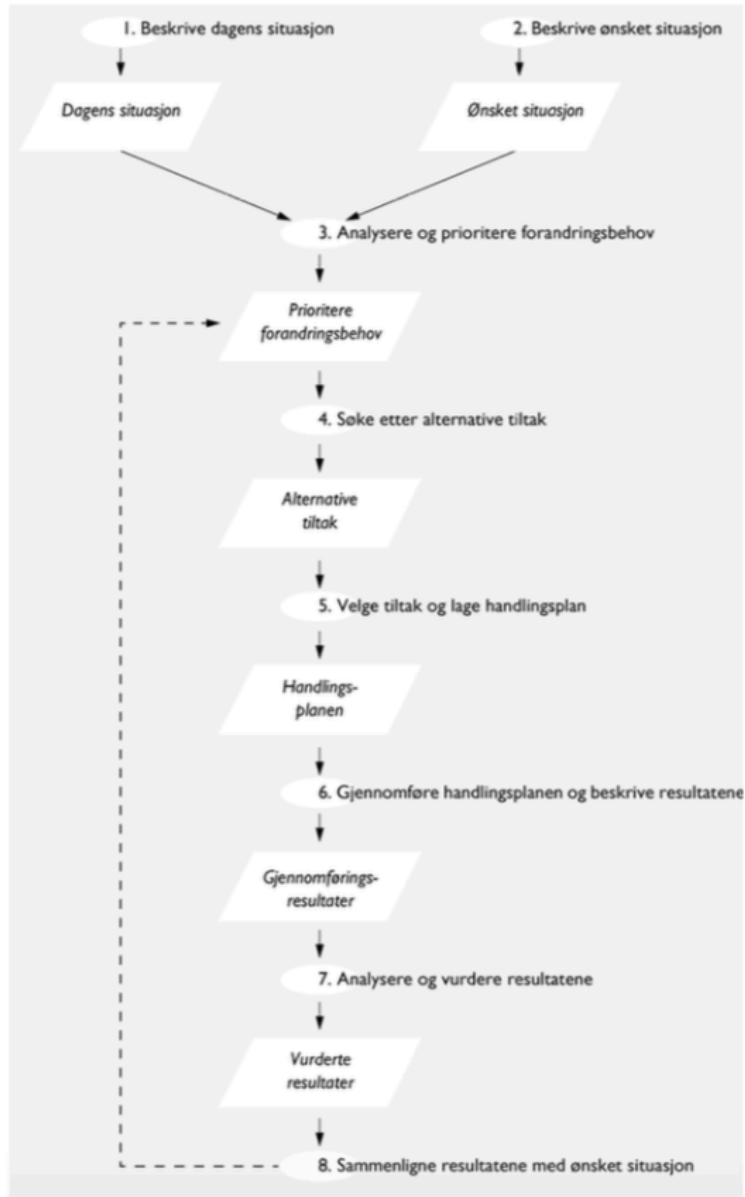 1. Beskrive dagens situasjon
2. Beskrive ønsket situasjon
Dagens situasjon
Ønsket situasjon
3. Analysere og prioritere forandringsbehov
Prioritere
forandringsbehov
4. Søke etter alternative tiltak
Alternative
tiltak
5. Velge tiltak og lage handlingsplan
Handlings-
planen
6. Gjennomføre handlingsplanen og beskrive resultatene
Gjennomførings-
resultater
7. Analysere og vurdere resultatene
Vurderte
resultater
8. Sammenligne resultatene med ønsket situasjon